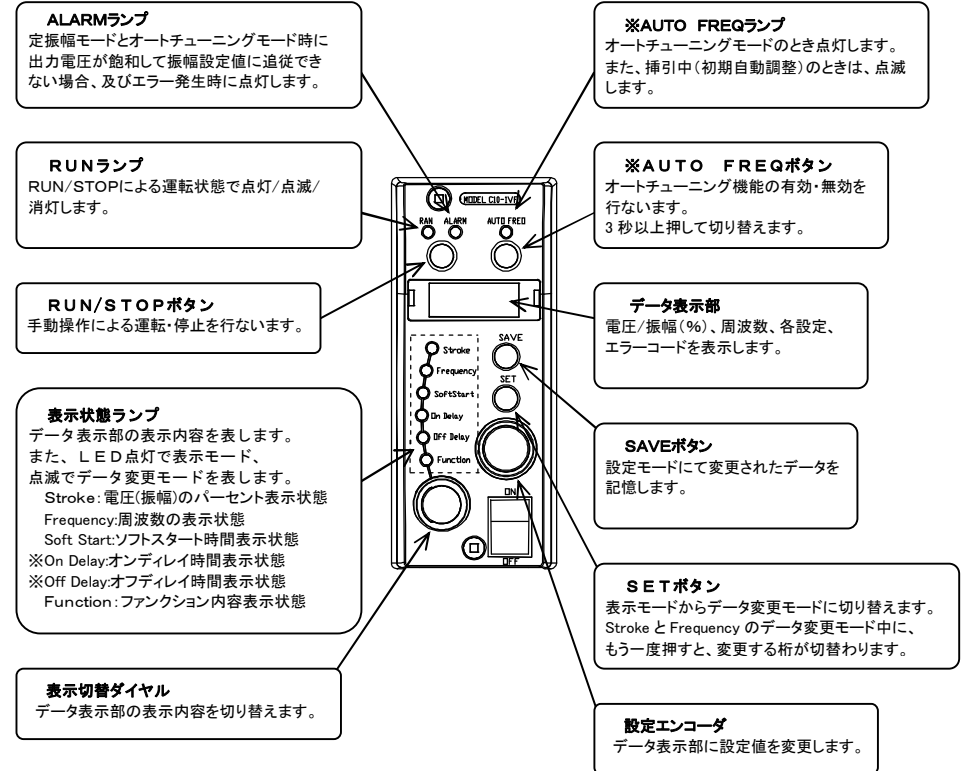 ALARMランプ
定振幅モードとオートチューニングモード時に
出力電圧が飽和して振幅設定値に追従でき
ない場合、及びエラー発生時に点灯します。
※AUTO FREQランプ
オートチューニングモードのとき点灯します。
また、挿引中(初期自動調整)のときは、点滅
します。
RUNランプ
RUN/STOPによる運転状態で点灯/点滅/
消灯します。
※AUTO FREQボタン
オートチューニング機能の有効・無効を
行ないます。
3 秒以上押して切り替えます。
RUN/STOPボタン
手動操作による運転・停止を行ないます。
データ表示部
電圧/振幅(%)、周波数、各設定、
エラーコードを表示します。
表示状態ランプ
データ表示部の表示内容を表します。
また、LED点灯で表示モード、
点滅でデータ変更モードを表します。
Stroke:電圧(振幅)のパーセント表示状態
Frequency:周波数の表示状態
Soft Start:ソフトスタート時間表示状態
※On Delay:オンディレイ時間表示状態
※Off Delay:オフディレイ時間表示状態
Function:ファンクション内容表示状態
SAVEボタン
設定モードにて変更されたデータを
記憶します。
SETボタン
表示モードからデータ変更モードに切り替えます。
Stroke と Frequency のデータ変更モード中に、
もう一度押すと、変更する桁が切替わります。
表示切替ダイヤル
データ表示部の表示内容を切り替えます。
設定エンコーダ
データ表示部に設定値を変更します。
MODEL C10-1VF
RAN ALARM AUTO FREQ
SAVE
Stroke
Frequency
SET
SoftStart
On Delay
Off Delay
Function
ON
OFF